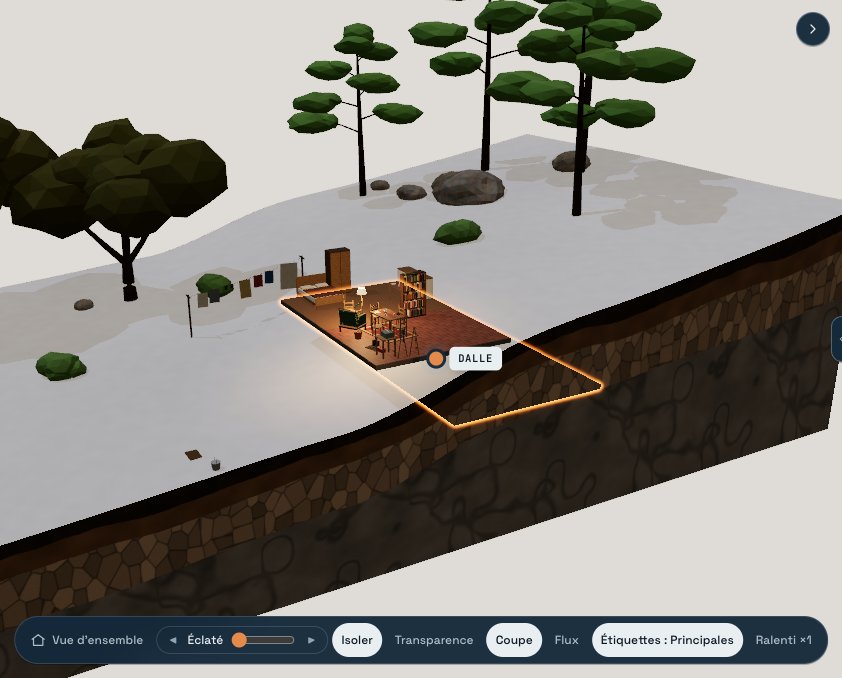 DALLE
Vue d'ensemble
Éclaté
Isoler
Transparence
Coupe
Flux
Étiquettes : Principales
Ralenti ×1